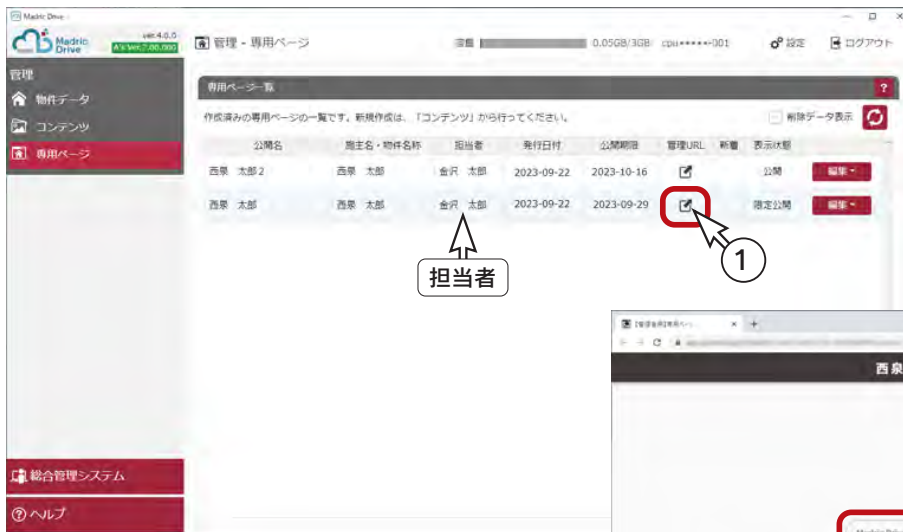 Madric Drive
Madric
Drive
ver.4.0.0
A's Ver.7.00.000
管理 - 専用ページ
容量
0.05GB/3GB
cpu*****001
設定
ログアウト
管理
物件データ
コンテンツ
専用ページ
専用ページ一覧
?
作成済みの専用ページの一覧です。新規作成は、「コンテンツ」から行ってください。
削除データ表示
公開名 施主名・物件名称 担当者 発行日付 公開期限 管理URL 新着 表示状態
西泉 太郎2 西泉 太郎 金沢 太郎 2023-09-22 2023-10-16 公開 編集
西泉 太郎 西泉 太郎 金沢 太郎 2023-09-22 2023-09-29 限定公開 編集
担当者
1
西泉
総合管理システム
ヘルプ